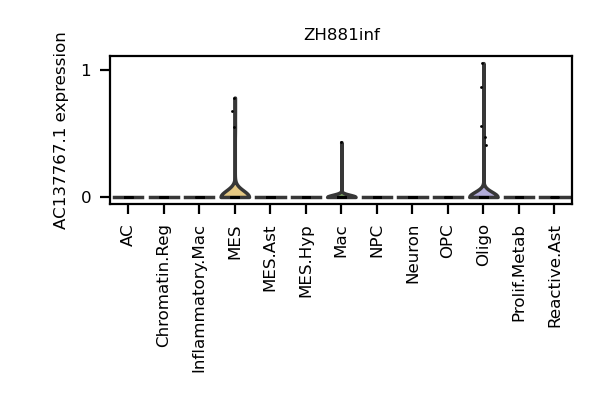 ZH881inf
AC137767.1 expression
1
0
AC
Chromatin.Reg
Inflammatory.Mac
MES
MES.Ast
MES.Hyp
Mac
NPC
Neuron
OPC
Oligo
Prolif.Metab
Reactive.Ast